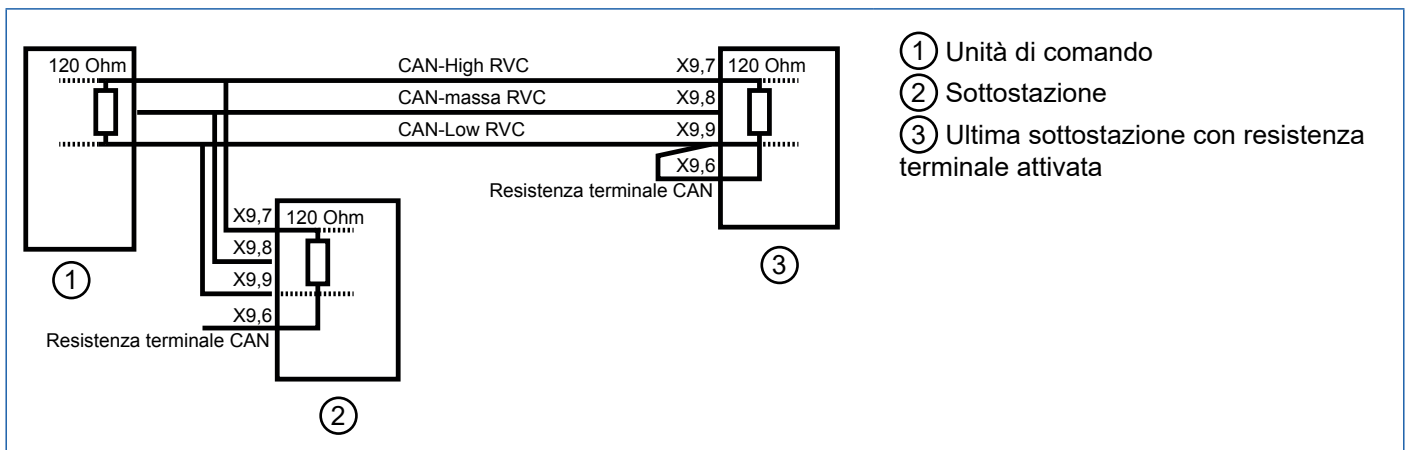 120 Ohm
CAN-High RVC
X9,7
120 Ohm
CAN-massa RVC
X9,8
CAN-Low RVC
X9,9
X9,6
Resistenza terminale CAN
X9,7
120 Ohm
X9,8
X9,9
X9,6
Resistenza terminale CAN
1
2
3
1 Unità di comando
2 Sottostazione
3 Ultima sottostazione con resistenza
terminale attivata